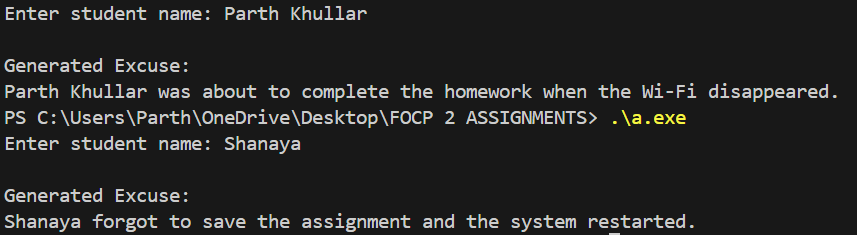 Enter student name: Parth Khullar
Generated Excuse:
Parth Khullar was about to complete the homework when the Wi-Fi disappeared.
PS C:\Users\Parth\OneDrive\Desktop\FOCP 2 ASSIGNMENTS> .\a.exe
Enter student name: Shanaya
Generated Excuse:
Shanaya forgot to save the assignment and the system restarted.